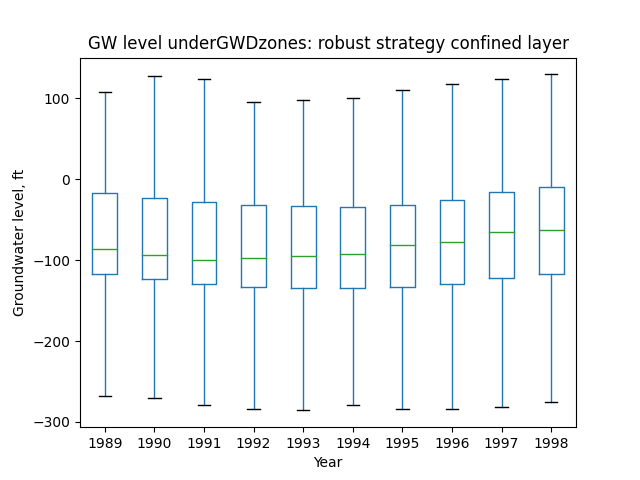 GW level underGWDzones: robust strategy confined layer
Groundwater level, ft
100
0
−100
−200
−300
1989 1990 1991 1992 1993 1994 1995 1996 1997 1998
Year